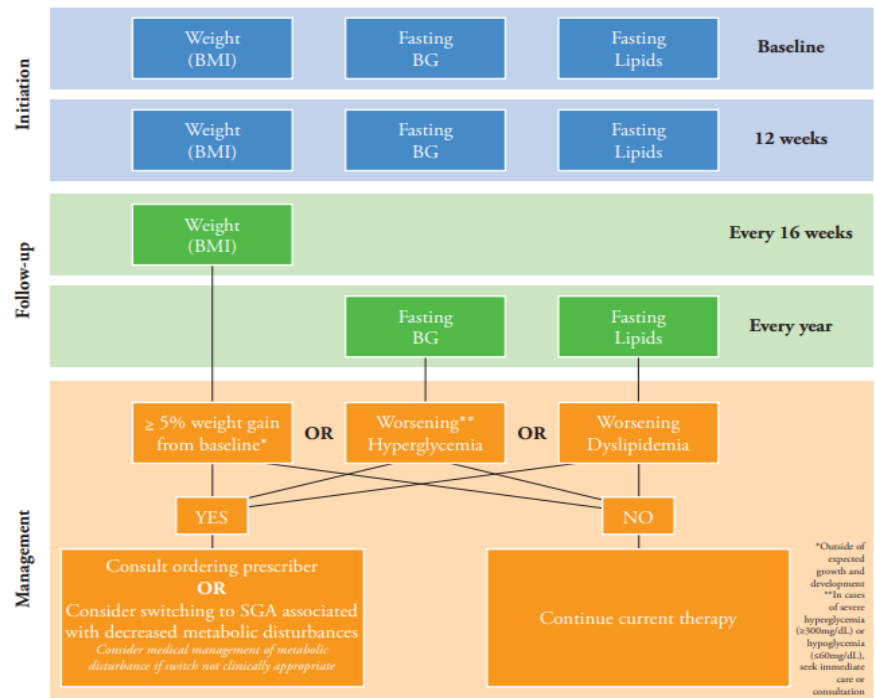 Initiation
Weight
(BMI)
Fasting
BG
Fasting
Lipids
Baseline
Weight
(BMI)
Fasting
BG
Fasting
Lipids
12 weeks
Follow-up
Weight
(BMI)
Every 16 weeks
Fasting
BG
Fasting
Lipids
Every year
Management
≥ 5% weight gain
from baseline*
OR
Worsening**
Hyperglycemia
OR
Worsening
Dyslipidemia
YES
NO
Consult ordering prescriber
OR
Consider switching to SGA associated
with decreased metabolic disturbances
Consider medical management of metabolic
disturbance if switch not clinically appropriate
Continue current therapy
*Outside of
expected
growth and
development
**In cases
of severe
hyperglycemia
(≥300mg/dL) or
hypoglycemia
(≤60mg/dL),
seek immediate
care or
consultation